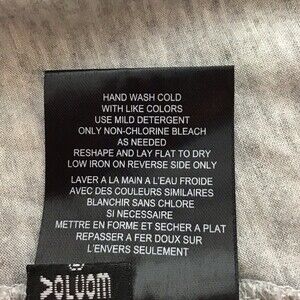 HAND WASH COLD
WITH LIKE COLORS
USE MILD DETERGENT
ONLY NON-CHLORINE BLEACH
AS NEEDED
RESHAPE AND LAY FLAT TO DRY
LOW IRON ON REVERSE SIDE ONLY
LAVER A LA MAIN A L'EAU FROIDE
AVEC DES COULEURS SIMILAIRES
BLANCHIR SANS CHLORE
SI NECESSAIRE
METTRE EN FORME ET SECHER A PLAT
REPASSER A FER DOUX SUR
L'ENVERS SEULEMENT
VOLCOM